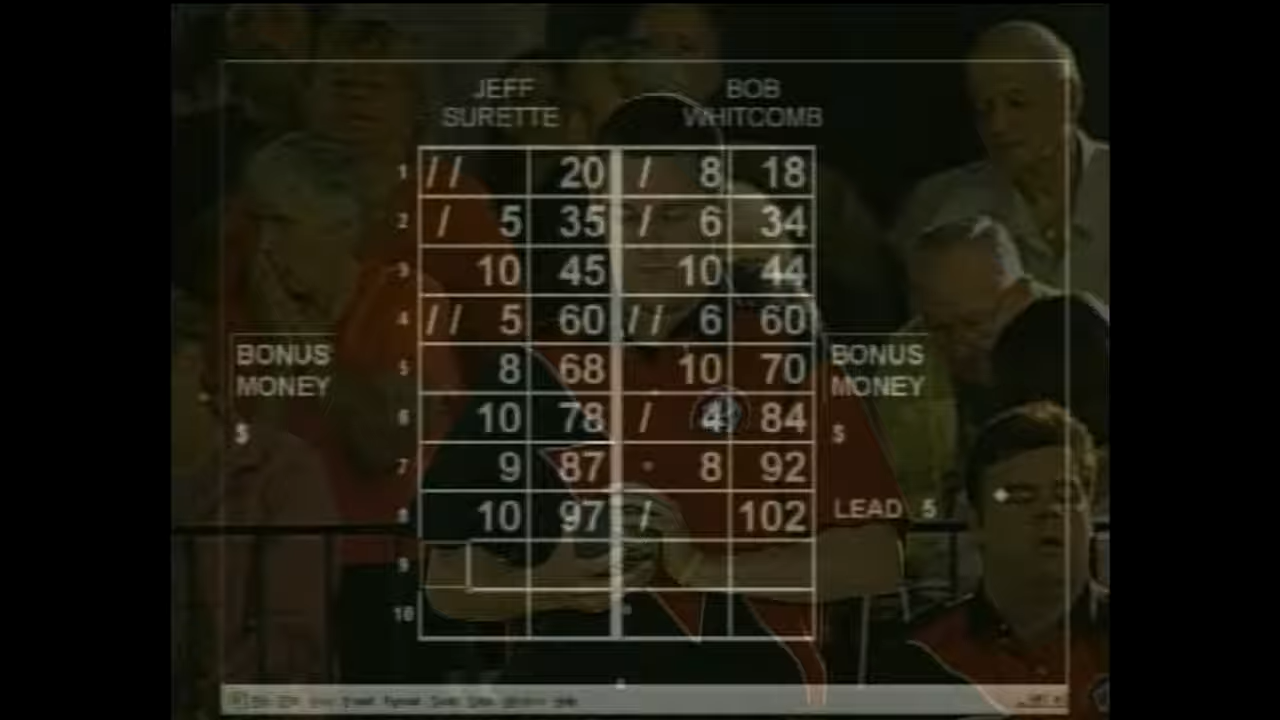 JEFF SURETTE
BOB WHITCOMB
1 // 20 / 8 18
2 / 5 35 / 6 34
3 10 45 10 44
4 // 5 60 // 6 60
5 8 68 10 70
6 10 78 / 4 84
7 9 87 8 92
8 10 97 / 102
9
10
BONUS
MONEY
$
BONUS
MONEY
$
LEAD 5